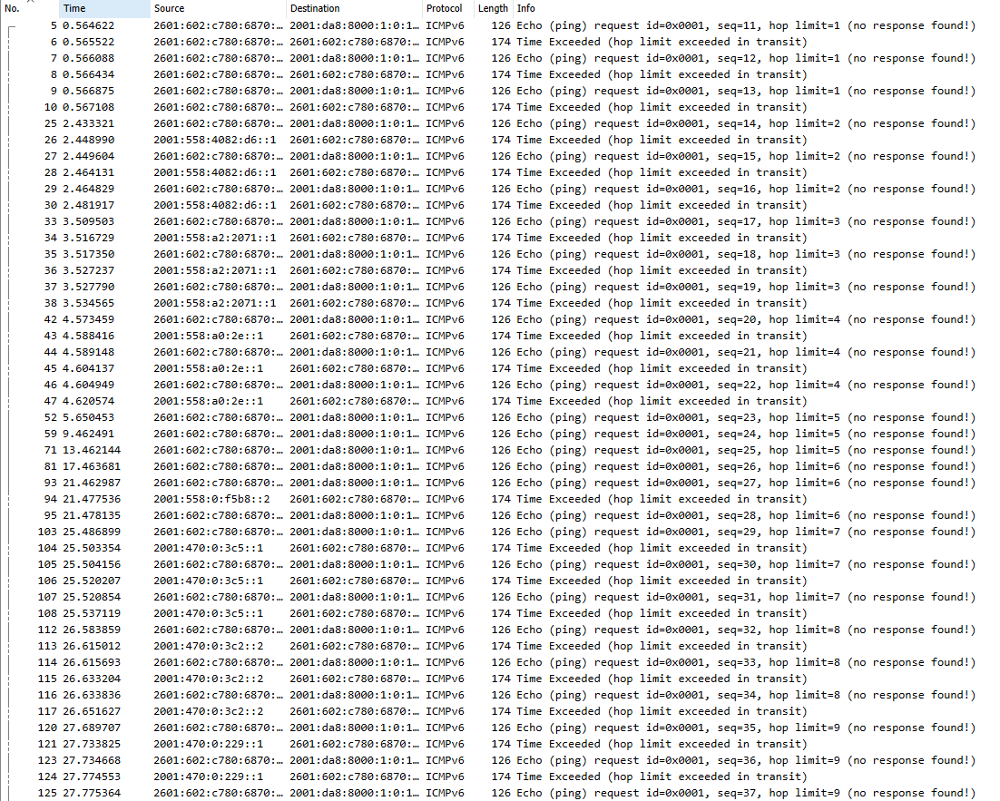 No. Time Source Destination Protocol Length Info
5 0.564622 2601:602:c780:6870:… 2001:da8:8000:1:0:1… ICMPv6 126 Echo (ping) request id=0x0001, seq=11, hop limit=1 (no response found!)
6 0.565522 2601:602:c780:6870:… 2601:602:c780:6870:… ICMPv6 174 Time Exceeded (hop limit exceeded in transit)
7 0.566088 2601:602:c780:6870:… 2001:da8:8000:1:0:1… ICMPv6 126 Echo (ping) request id=0x0001, seq=12, hop limit=1 (no response found!)
8 0.566434 2601:602:c780:6870:… 2601:602:c780:6870:… ICMPv6 174 Time Exceeded (hop limit exceeded in transit)
9 0.566875 2601:602:c780:6870:… 2001:da8:8000:1:0:1… ICMPv6 126 Echo (ping) request id=0x0001, seq=13, hop limit=1 (no response found!)
10 0.567108 2601:602:c780:6870:… 2601:602:c780:6870:… ICMPv6 174 Time Exceeded (hop limit exceeded in transit)
25 2.433321 2601:602:c780:6870:… 2001:da8:8000:1:0:1… ICMPv6 126 Echo (ping) request id=0x0001, seq=14, hop limit=2 (no response found!)
26 2.448990 2001:558:4082:d6::1 2601:602:c780:6870:… ICMPv6 174 Time Exceeded (hop limit exceeded in transit)
27 2.449604 2601:602:c780:6870:… 2001:da8:8000:1:0:1… ICMPv6 126 Echo (ping) request id=0x0001, seq=15, hop limit=2 (no response found!)
28 2.464131 2001:558:4082:d6::1 2601:602:c780:6870:… ICMPv6 174 Time Exceeded (hop limit exceeded in transit)
29 2.464829 2601:602:c780:6870:… 2001:da8:8000:1:0:1… ICMPv6 126 Echo (ping) request id=0x0001, seq=16, hop limit=2 (no response found!)
30 2.481917 2001:558:4082:d6::1 2601:602:c780:6870:… ICMPv6 174 Time Exceeded (hop limit exceeded in transit)
33 3.509503 2601:602:c780:6870:… 2001:da8:8000:1:0:1… ICMPv6 126 Echo (ping) request id=0x0001, seq=17, hop limit=3 (no response found!)
34 3.516729 2001:558:a2:2071::1 2601:602:c780:6870:… ICMPv6 174 Time Exceeded (hop limit exceeded in transit)
35 3.517350 2601:602:c780:6870:… 2001:da8:8000:1:0:1… ICMPv6 126 Echo (ping) request id=0x0001, seq=18, hop limit=3 (no response found!)
36 3.527237 2001:558:a2:2071::1 2601:602:c780:6870:… ICMPv6 174 Time Exceeded (hop limit exceeded in transit)
37 3.527790 2601:602:c780:6870:… 2001:da8:8000:1:0:1… ICMPv6 126 Echo (ping) request id=0x0001, seq=19, hop limit=3 (no response found!)
38 3.534565 2001:558:a2:2071::1 2601:602:c780:6870:… ICMPv6 174 Time Exceeded (hop limit exceeded in transit)
42 4.573459 2601:602:c780:6870:… 2001:da8:8000:1:0:1… ICMPv6 126 Echo (ping) request id=0x0001, seq=20, hop limit=4 (no response found!)
43 4.588416 2001:558:a0:2e::1 2601:602:c780:6870:… ICMPv6 174 Time Exceeded (hop limit exceeded in transit)
44 4.589148 2601:602:c780:6870:… 2001:da8:8000:1:0:1… ICMPv6 126 Echo (ping) request id=0x0001, seq=21, hop limit=4 (no response found!)
45 4.604137 2001:558:a0:2e::1 2601:602:c780:6870:… ICMPv6 174 Time Exceeded (hop limit exceeded in transit)
46 4.604949 2601:602:c780:6870:… 2001:da8:8000:1:0:1… ICMPv6 126 Echo (ping) request id=0x0001, seq=22, hop limit=4 (no response found!)
47 4.620574 2001:558:a0:2e::1 2601:602:c780:6870:… ICMPv6 174 Time Exceeded (hop limit exceeded in transit)
52 5.650453 2601:602:c780:6870:… 2001:da8:8000:1:0:1… ICMPv6 126 Echo (ping) request id=0x0001, seq=23, hop limit=5 (no response found!)
59 9.462491 2601:602:c780:6870:… 2001:da8:8000:1:0:1… ICMPv6 126 Echo (ping) request id=0x0001, seq=24, hop limit=5 (no response found!)
71 13.462144 2601:602:c780:6870:… 2001:da8:8000:1:0:1… ICMPv6 126 Echo (ping) request id=0x0001, seq=25, hop limit=5 (no response found!)
81 17.463681 2601:602:c780:6870:… 2001:da8:8000:1:0:1… ICMPv6 126 Echo (ping) request id=0x0001, seq=26, hop limit=6 (no response found!)
93 21.462987 2601:602:c780:6870:… 2001:da8:8000:1:0:1… ICMPv6 126 Echo (ping) request id=0x0001, seq=27, hop limit=6 (no response found!)
94 21.477536 2001:558:0:f5b8::2 2601:602:c780:6870:… ICMPv6 174 Time Exceeded (hop limit exceeded in transit)
95 21.478135 2601:602:c780:6870:… 2001:da8:8000:1:0:1… ICMPv6 126 Echo (ping) request id=0x0001, seq=28, hop limit=6 (no response found!)
103 25.486899 2601:602:c780:6870:… 2001:da8:8000:1:0:1… ICMPv6 126 Echo (ping) request id=0x0001, seq=29, hop limit=7 (no response found!)
104 25.503354 2001:470:0:3c5::1 2601:602:c780:6870:… ICMPv6 174 Time Exceeded (hop limit exceeded in transit)
105 25.504156 2601:602:c780:6870:… 2001:da8:8000:1:0:1… ICMPv6 126 Echo (ping) request id=0x0001, seq=30, hop limit=7 (no response found!)
106 25.520207 2001:470:0:3c5::1 2601:602:c780:6870:… ICMPv6 174 Time Exceeded (hop limit exceeded in transit)
107 25.520854 2601:602:c780:6870:… 2001:da8:8000:1:0:1… ICMPv6 126 Echo (ping) request id=0x0001, seq=31, hop limit=7 (no response found!)
108 25.537119 2001:470:0:3c5::1 2601:602:c780:6870:… ICMPv6 174 Time Exceeded (hop limit exceeded in transit)
112 26.583859 2601:602:c780:6870:… 2001:da8:8000:1:0:1… ICMPv6 126 Echo (ping) request id=0x0001, seq=32, hop limit=8 (no response found!)
113 26.615012 2001:470:0:3c2::2 2601:602:c780:6870:… ICMPv6 174 Time Exceeded (hop limit exceeded in transit)
114 26.615693 2601:602:c780:6870:… 2001:da8:8000:1:0:1… ICMPv6 126 Echo (ping) request id=0x0001, seq=33, hop limit=8 (no response found!)
115 26.633204 2001:470:0:3c2::2 2601:602:c780:6870:… ICMPv6 174 Time Exceeded (hop limit exceeded in transit)
116 26.633836 2601:602:c780:6870:… 2001:da8:8000:1:0:1… ICMPv6 126 Echo (ping) request id=0x0001, seq=34, hop limit=8 (no response found!)
117 26.651627 2001:470:0:3c2::2 2601:602:c780:6870:… ICMPv6 174 Time Exceeded (hop limit exceeded in transit)
120 27.689707 2601:602:c780:6870:… 2001:da8:8000:1:0:1… ICMPv6 126 Echo (ping) request id=0x0001, seq=35, hop limit=9 (no response found!)
121 27.733825 2001:470:0:229::1 2601:602:c780:6870:… ICMPv6 174 Time Exceeded (hop limit exceeded in transit)
123 27.734668 2601:602:c780:6870:… 2001:da8:8000:1:0:1… ICMPv6 126 Echo (ping) request id=0x0001, seq=36, hop limit=9 (no response found!)
124 27.774553 2001:470:0:229::1 2601:602:c780:6870:… ICMPv6 174 Time Exceeded (hop limit exceeded in transit)
125 27.775364 2601:602:c780:6870:… 2001:da8:8000:1:0:1… ICMPv6 126 Echo (ping) request id=0x0001, seq=37, hop limit=9 (no response found!)